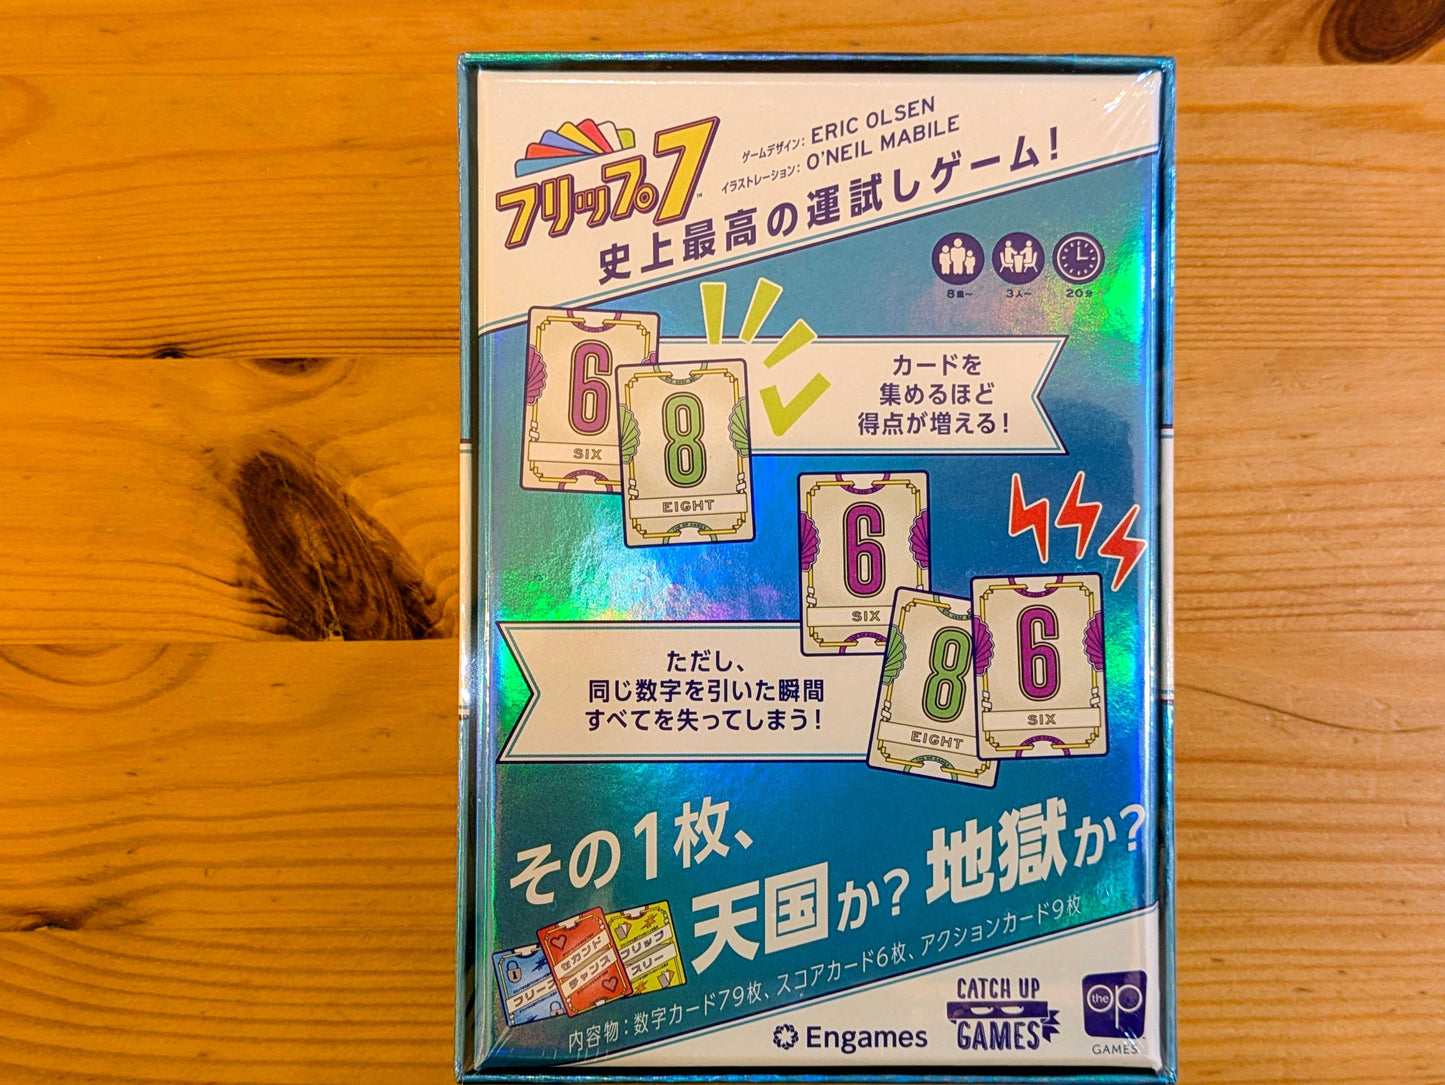 フリップ7™
ゲームデザイン: ERIC OLSEN
イラストレーション: O'NEIL MABILE
史上最高の運試しゲーム!
8歳〜
3人〜
20分
6
SIX
8
EIGHT
カードを
集めるほど
得点が増える!
6
SIX
8
EIGHT
6
SIX
ただし、
同じ数字を引いた瞬間
すべてを失ってしまう!
その1枚、
天国か?地獄か?
フリーズ
セカンド
チャンス
フリップ
スリー
内容物:数字カード79枚、スコアカード6枚、アクションカード9枚
Engames
CATCH UP
GAMES
the op
GAMES